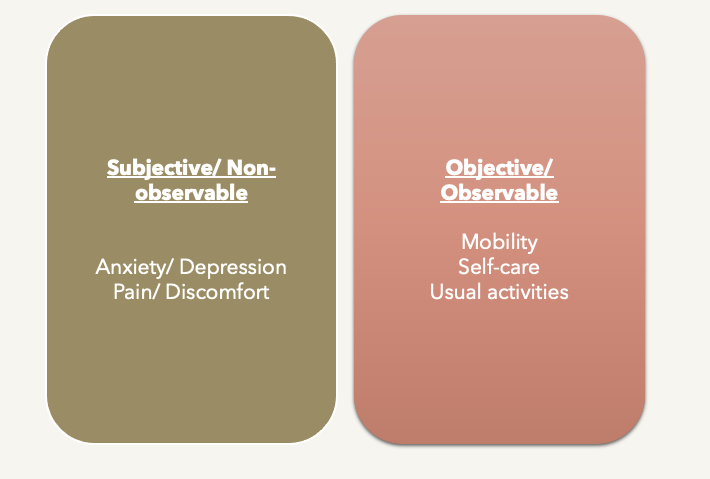 Subjective/ Non-
observable
Anxiety/ Depression
Pain/ Discomfort
Objective/
Observable
Mobility
Self-care
Usual activities